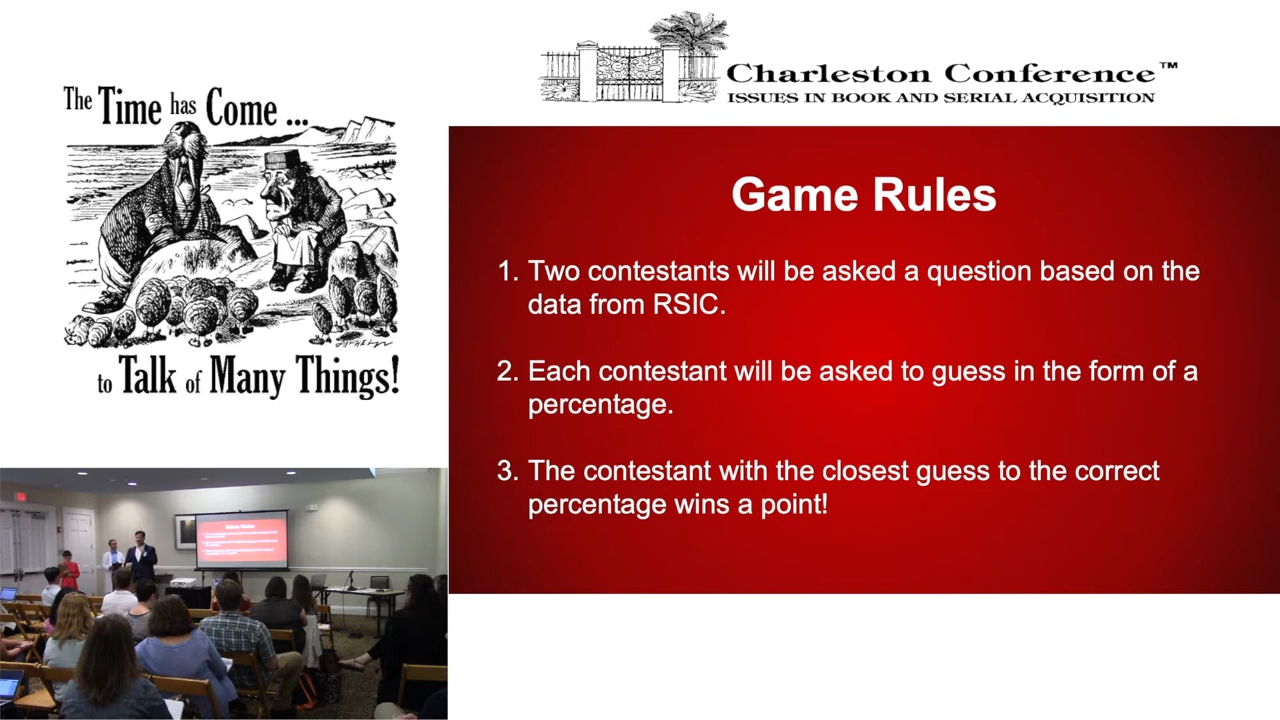 The Time has Come ...
to Talk of Many Things!
Charleston Conference™
ISSUES IN BOOK AND SERIAL ACQUISITION
Game Rules
1. Two contestants will be asked a question based on the
data from RSIC.
2. Each contestant will be asked to guess in the form of a
percentage.
3. The contestant with the closest guess to the correct
percentage wins a point!
Game Rules